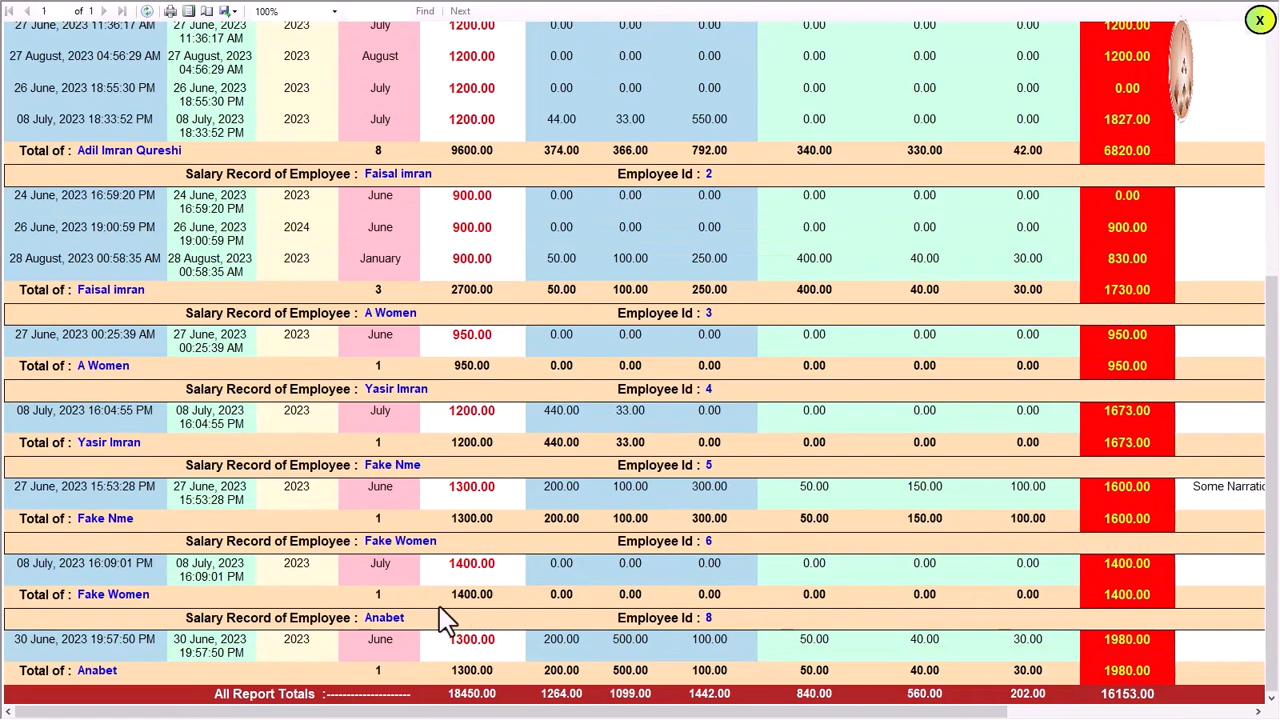 1 of 1 100% Find | Next
X
27 June, 2023 11:36:17 AM 27 June, 2023 2023 July 1200.00 0.00 0.00 0.00 0.00 0.00 0.00 1200.00
11:36:17 AM
27 August, 2023 04:56:29 AM 27 August, 2023 2023 August 1200.00 0.00 0.00 0.00 0.00 0.00 0.00 1200.00
04:56:29 AM
26 June, 2023 18:55:30 PM 26 June, 2023 2023 July 1200.00 0.00 0.00 0.00 0.00 0.00 0.00 0.00
18:55:30 PM
08 July, 2023 18:33:52 PM 08 July, 2023 2023 July 1200.00 44.00 33.00 550.00 0.00 0.00 0.00 1827.00
18:33:52 PM
Total of : Adil Imran Qureshi 8 9600.00 374.00 366.00 792.00 340.00 330.00 42.00 6820.00
Salary Record of Employee : Faisal imran Employee Id : 2
24 June, 2023 16:59:20 PM 24 June, 2023 2023 June 900.00 0.00 0.00 0.00 0.00 0.00 0.00 0.00
16:59:20 PM
26 June, 2023 19:00:59 PM 26 June, 2023 2024 June 900.00 0.00 0.00 0.00 0.00 0.00 0.00 900.00
19:00:59 PM
28 August, 2023 00:58:35 AM 28 August, 2023 2023 January 900.00 50.00 100.00 250.00 400.00 40.00 30.00 830.00
00:58:35 AM
Total of : Faisal imran 3 2700.00 50.00 100.00 250.00 400.00 40.00 30.00 1730.00
Salary Record of Employee : A Women Employee Id : 3
27 June, 2023 00:25:39 AM 27 June, 2023 2023 June 950.00 0.00 0.00 0.00 0.00 0.00 0.00 950.00
00:25:39 AM
Total of : A Women 1 950.00 0.00 0.00 0.00 0.00 0.00 0.00 950.00
Salary Record of Employee : Yasir Imran Employee Id : 4
08 July, 2023 16:04:55 PM 08 July, 2023 2023 July 1200.00 440.00 33.00 0.00 0.00 0.00 0.00 1673.00
16:04:55 PM
Total of : Yasir Imran 1 1200.00 440.00 33.00 0.00 0.00 0.00 0.00 1673.00
Salary Record of Employee : Fake Nme Employee Id : 5
27 June, 2023 15:53:28 PM 27 June, 2023 2023 June 1300.00 200.00 100.00 300.00 50.00 150.00 100.00 1600.00 Some Narratio
15:53:28 PM
Total of : Fake Nme 1 1300.00 200.00 100.00 300.00 50.00 150.00 100.00 1600.00
Salary Record of Employee : Fake Women Employee Id : 6
08 July, 2023 16:09:01 PM 08 July, 2023 2023 July 1400.00 0.00 0.00 0.00 0.00 0.00 0.00 1400.00
16:09:01 PM
Total of : Fake Women 1 1400.00 0.00 0.00 0.00 0.00 0.00 0.00 1400.00
Salary Record of Employee : Anabet Employee Id : 8
30 June, 2023 19:57:50 PM 30 June, 2023 2023 June 1300.00 200.00 500.00 100.00 50.00 40.00 30.00 1980.00
19:57:50 PM
Total of : Anabet 1 1300.00 200.00 500.00 100.00 50.00 40.00 30.00 1980.00
All Report Totals :-------------------- 18450.00 1264.00 1099.00 1442.00 840.00 560.00 202.00 16153.00